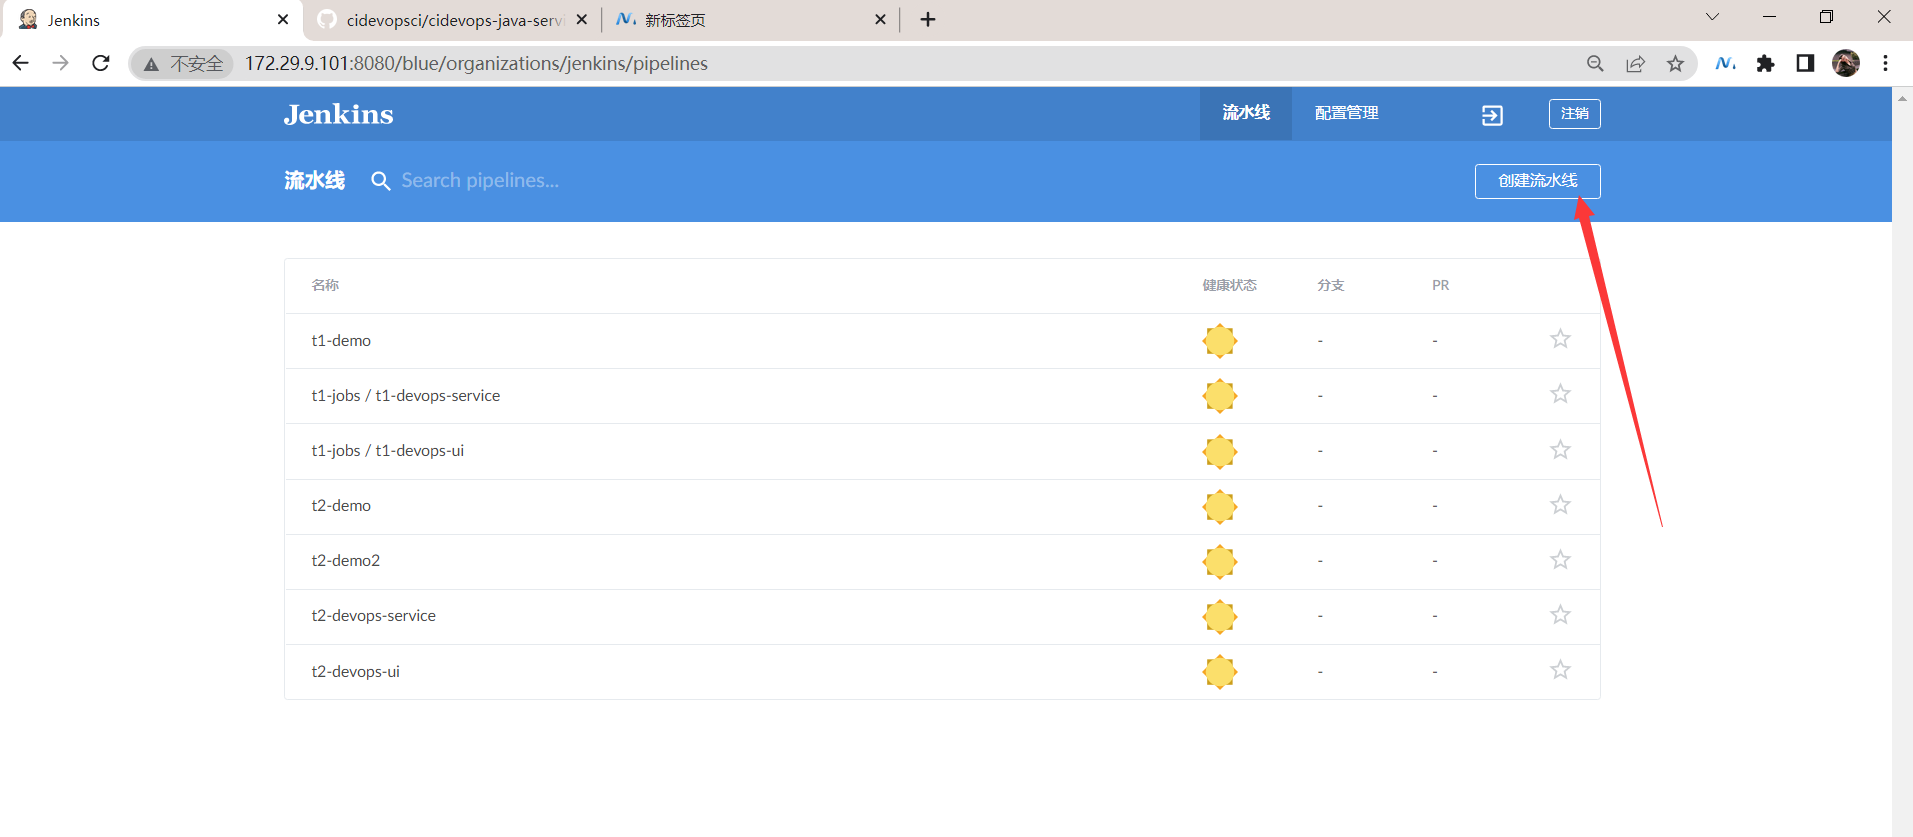 Jenkins
cidevopsci/cidevops-java-serv
新标签页
不安全
172.29.9.101:8080/blue/organizations/jenkins/pipelines
Jenkins
流水线
配置管理
注销
流水线
Search pipelines...
创建流水线
名称 健康状态 分支 PR
t1-demo - -
t1-jobs / t1-devops-service - -
t1-jobs / t1-devops-ui - -
t2-demo - -
t2-demo2 - -
t2-devops-service - -
t2-devops-ui - -